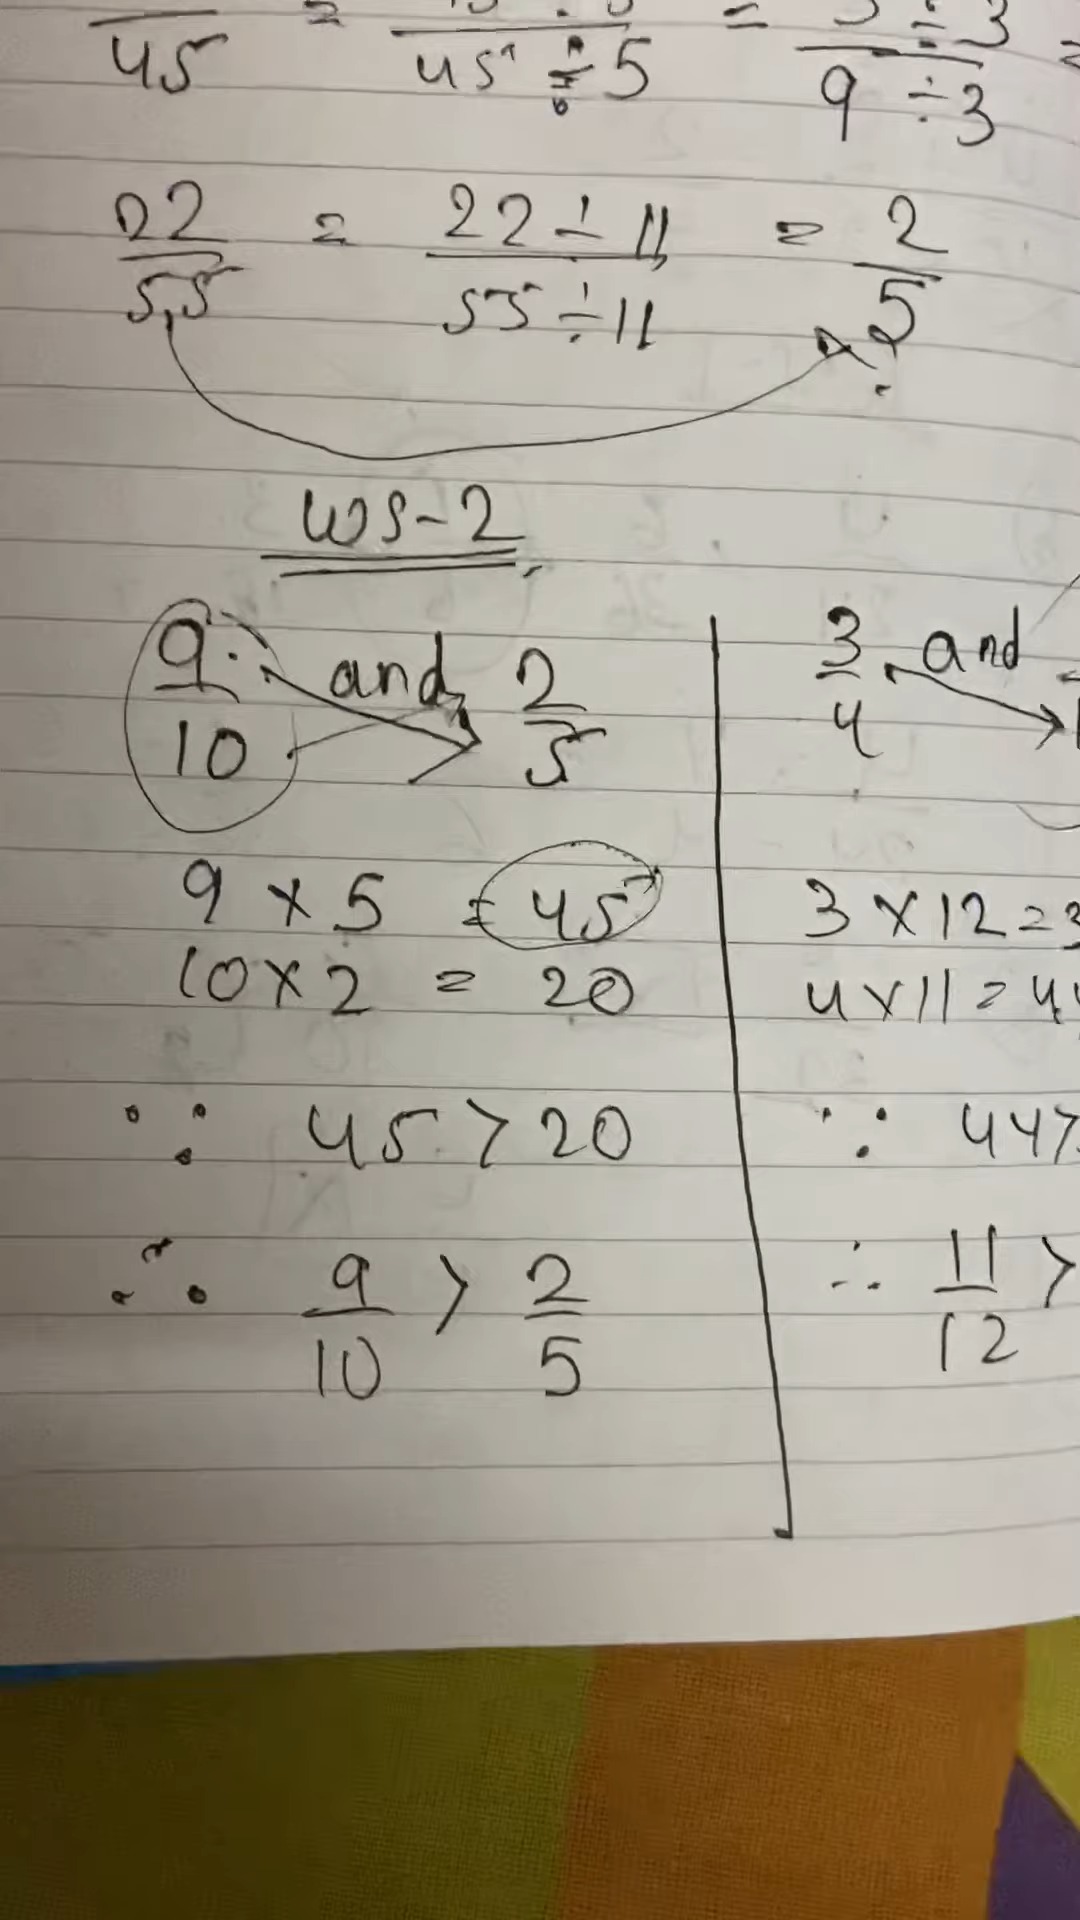 45 = 45 ÷ 5 = 9 ÷ 3
22/55 = 22 ÷ 11/55 ÷ 11 = 2/5
WS-2
9/10 and 2/5
9 × 5 = 45
10 × 2 = 20
∵ 45 > 20
∴ 9/10 > 2/5
3/4 and
3 × 12 = 3
4 × 11 = 44
∵ 44 >
∴ 11/12 >